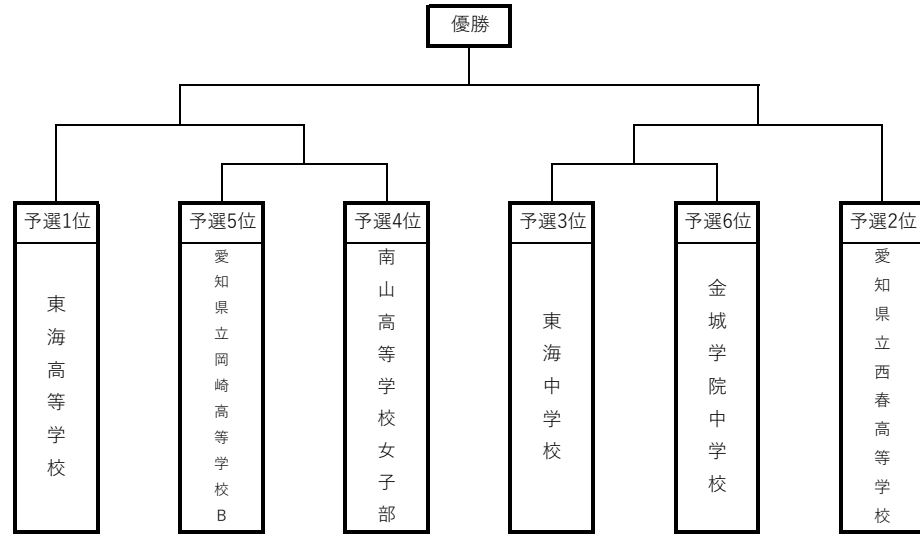 優勝
予選1位
東海高等学校
予選5位
愛知県立岡崎高等学校B
予選4位
南山高等学校女子部
予選3位
東海中学校
予選6位
金城学院中学校
予選2位
愛知県立西春高等学校